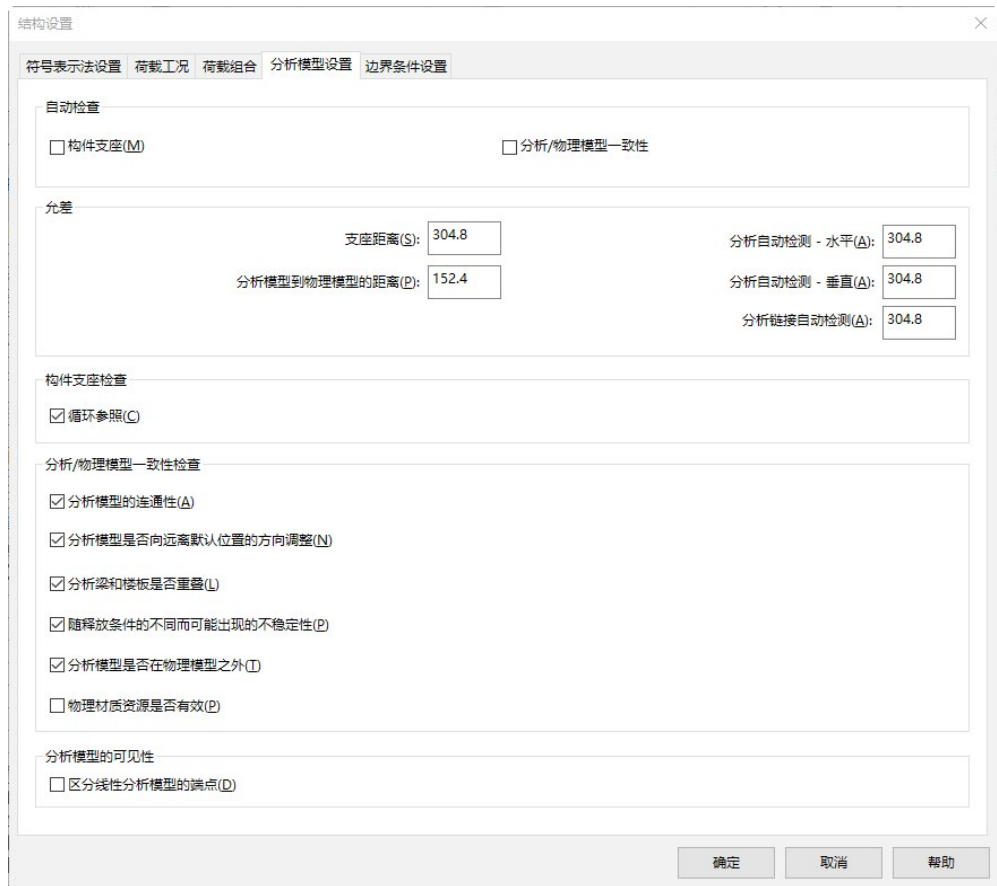 结构设置
符号表示法设置 荷载工况 荷载组合 分析模型设置 边界条件设置
自动检查
构件支座(M) 分析/物理模型一致性
允差
支座距离(S): 304.8 分析自动检测 - 水平(A): 304.8
分析模型到物理模型的距离(P): 152.4 分析自动检测 - 垂直(A): 304.8
分析链接自动检测(A): 304.8
构件支座检查
循环参照(C)
分析/物理模型一致性检查
分析模型的连通性(A)
分析模型是否向远离默认位置的方向调整(N)
分析梁和楼板是否重叠(L)
随释放条件的不同而可能出现的不稳定性(P)
分析模型是否在物理模型之外(T)
物理材质资源是否有效(P)
分析模型的可见性
区分线性分析模型的端点(D)
确定 取消 帮助